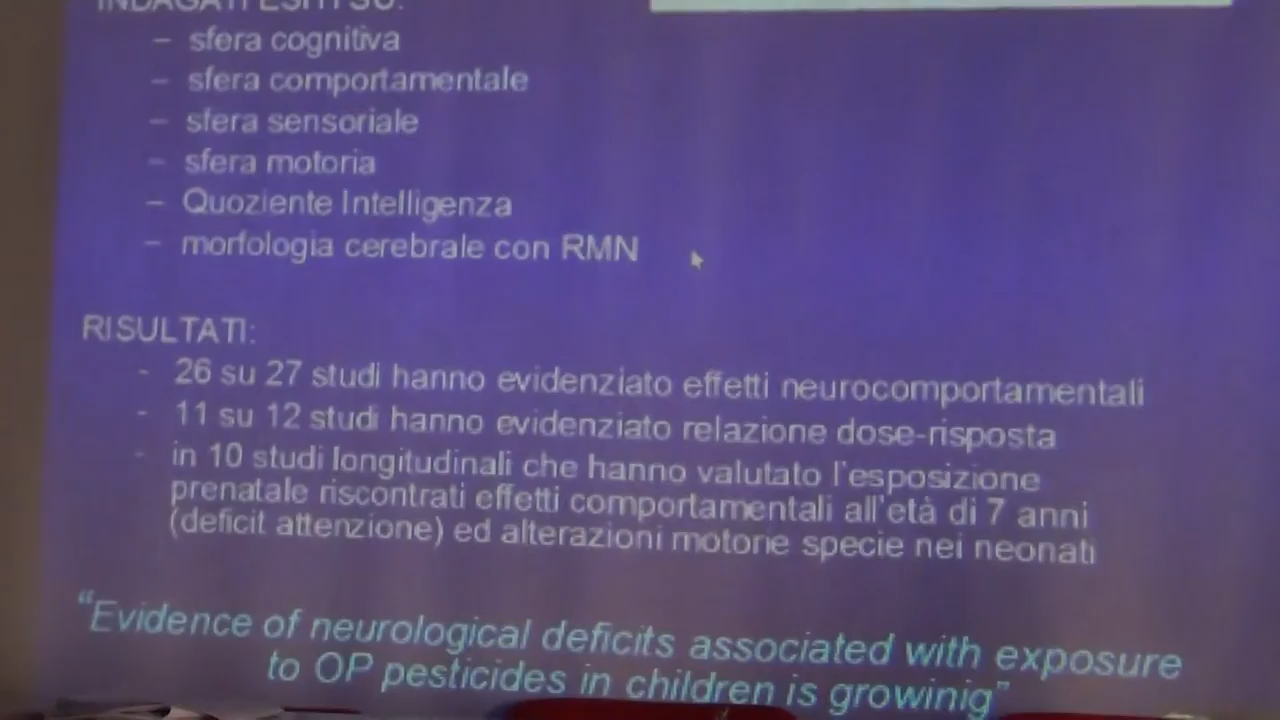 INDAGATI ESITI SU:
– sfera cognitiva
– sfera comportamentale
– sfera sensoriale
– sfera motoria
– Quoziente Intelligenza
– morfologia cerebrale con RMN
RISULTATI:
- 26 su 27 studi hanno evidenziato effetti neurocomportamentali
- 11 su 12 studi hanno evidenziato relazione dose-risposta
- in 10 studi longitudinali che hanno valutato l'esposizione
prenatale riscontrati effetti comportamentali all'età di 7 anni
(deficit attenzione) ed alterazioni motorie specie nei neonati
“Evidence of neurological deficits associated with exposure
to OP pesticides in children is growinig”